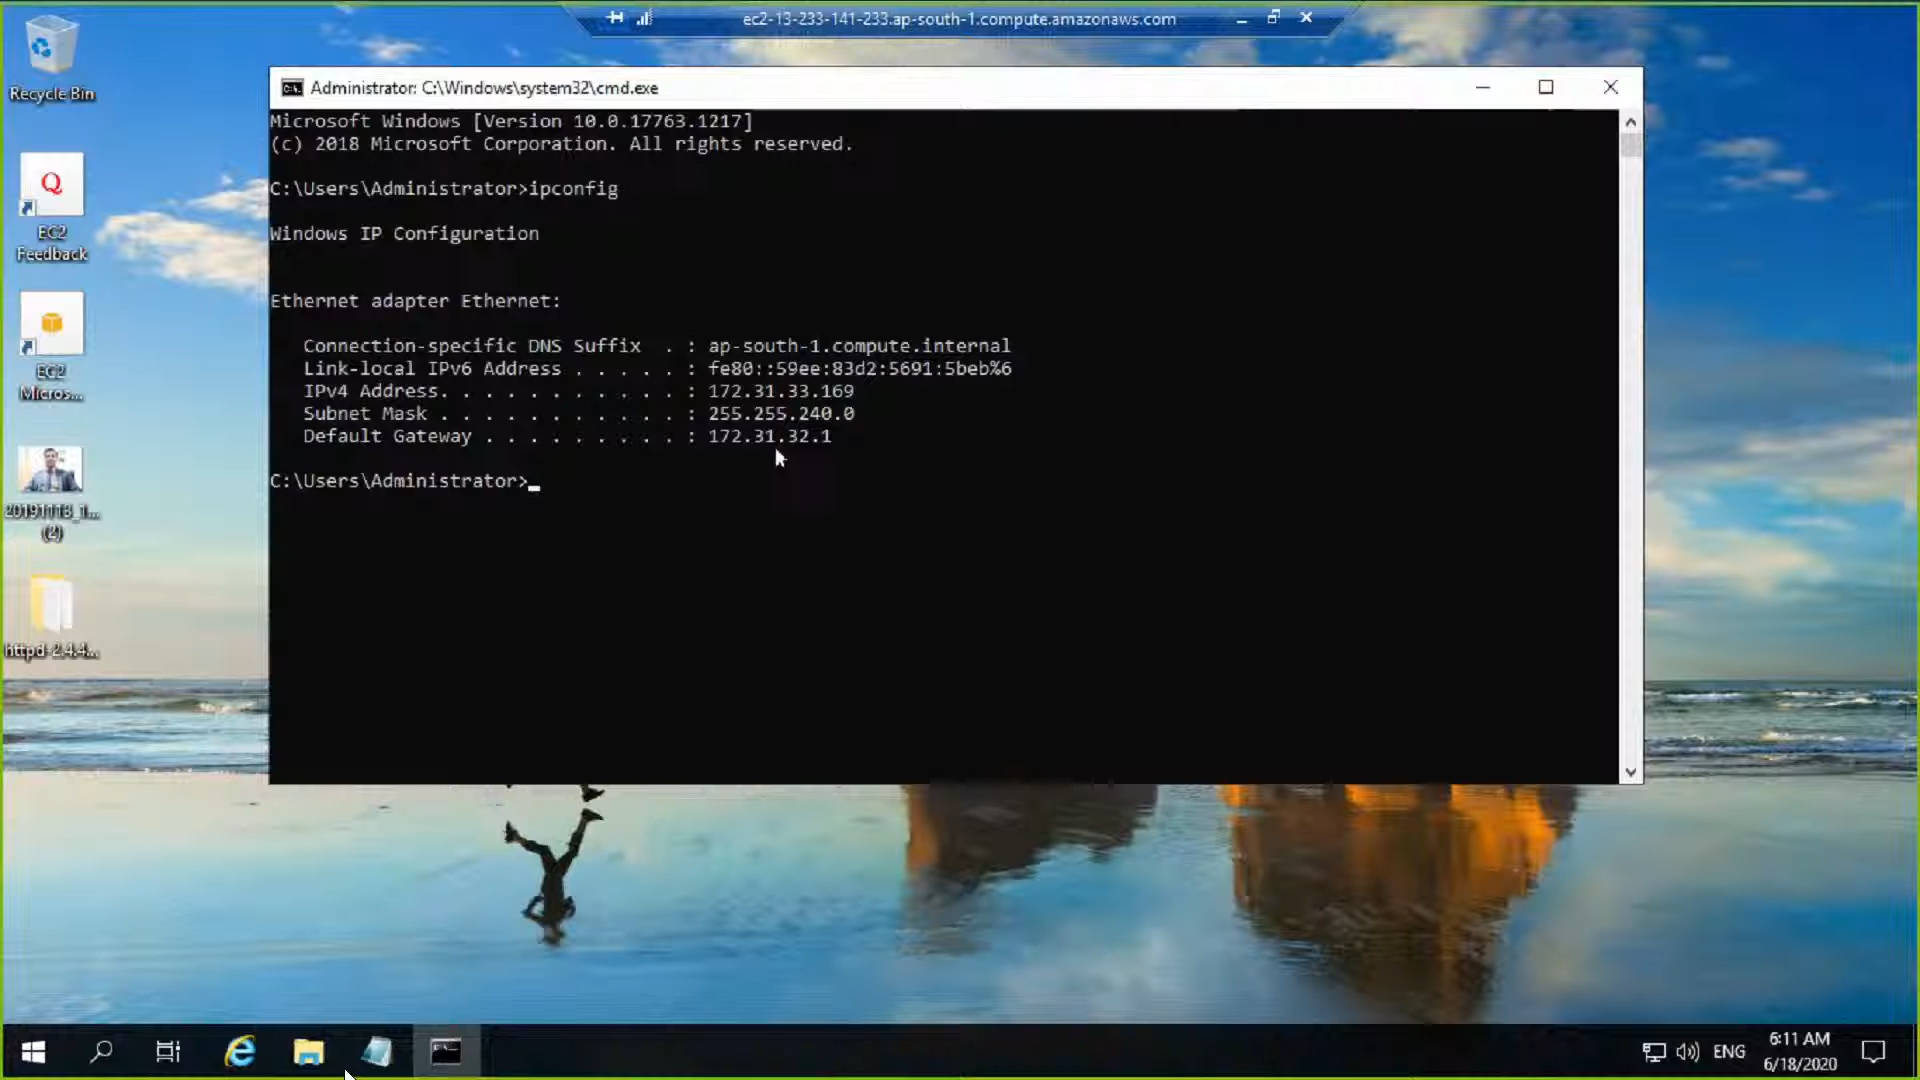 ec2-13-233-141-233.ap-south-1.compute.amazonaws.com
Recycle Bin
EC2
Feedback
EC2
Micros...
20191113_1...
(2)
httpd-2.4.4...
Administrator: C:\Windows\system32\cmd.exe
Microsoft Windows [Version 10.0.17763.1217]
(c) 2018 Microsoft Corporation. All rights reserved.
C:\Users\Administrator>ipconfig
Windows IP Configuration
Ethernet adapter Ethernet:
Connection-specific DNS Suffix . : ap-south-1.compute.internal
Link-local IPv6 Address . . . . . : fe80::59ee:83d2:5691:5beb%6
IPv4 Address. . . . . . . . . . . : 172.31.33.169
Subnet Mask . . . . . . . . . . . : 255.255.240.0
Default Gateway . . . . . . . . . : 172.31.32.1
C:\Users\Administrator>
ENG
6:11 AM
6/18/2020